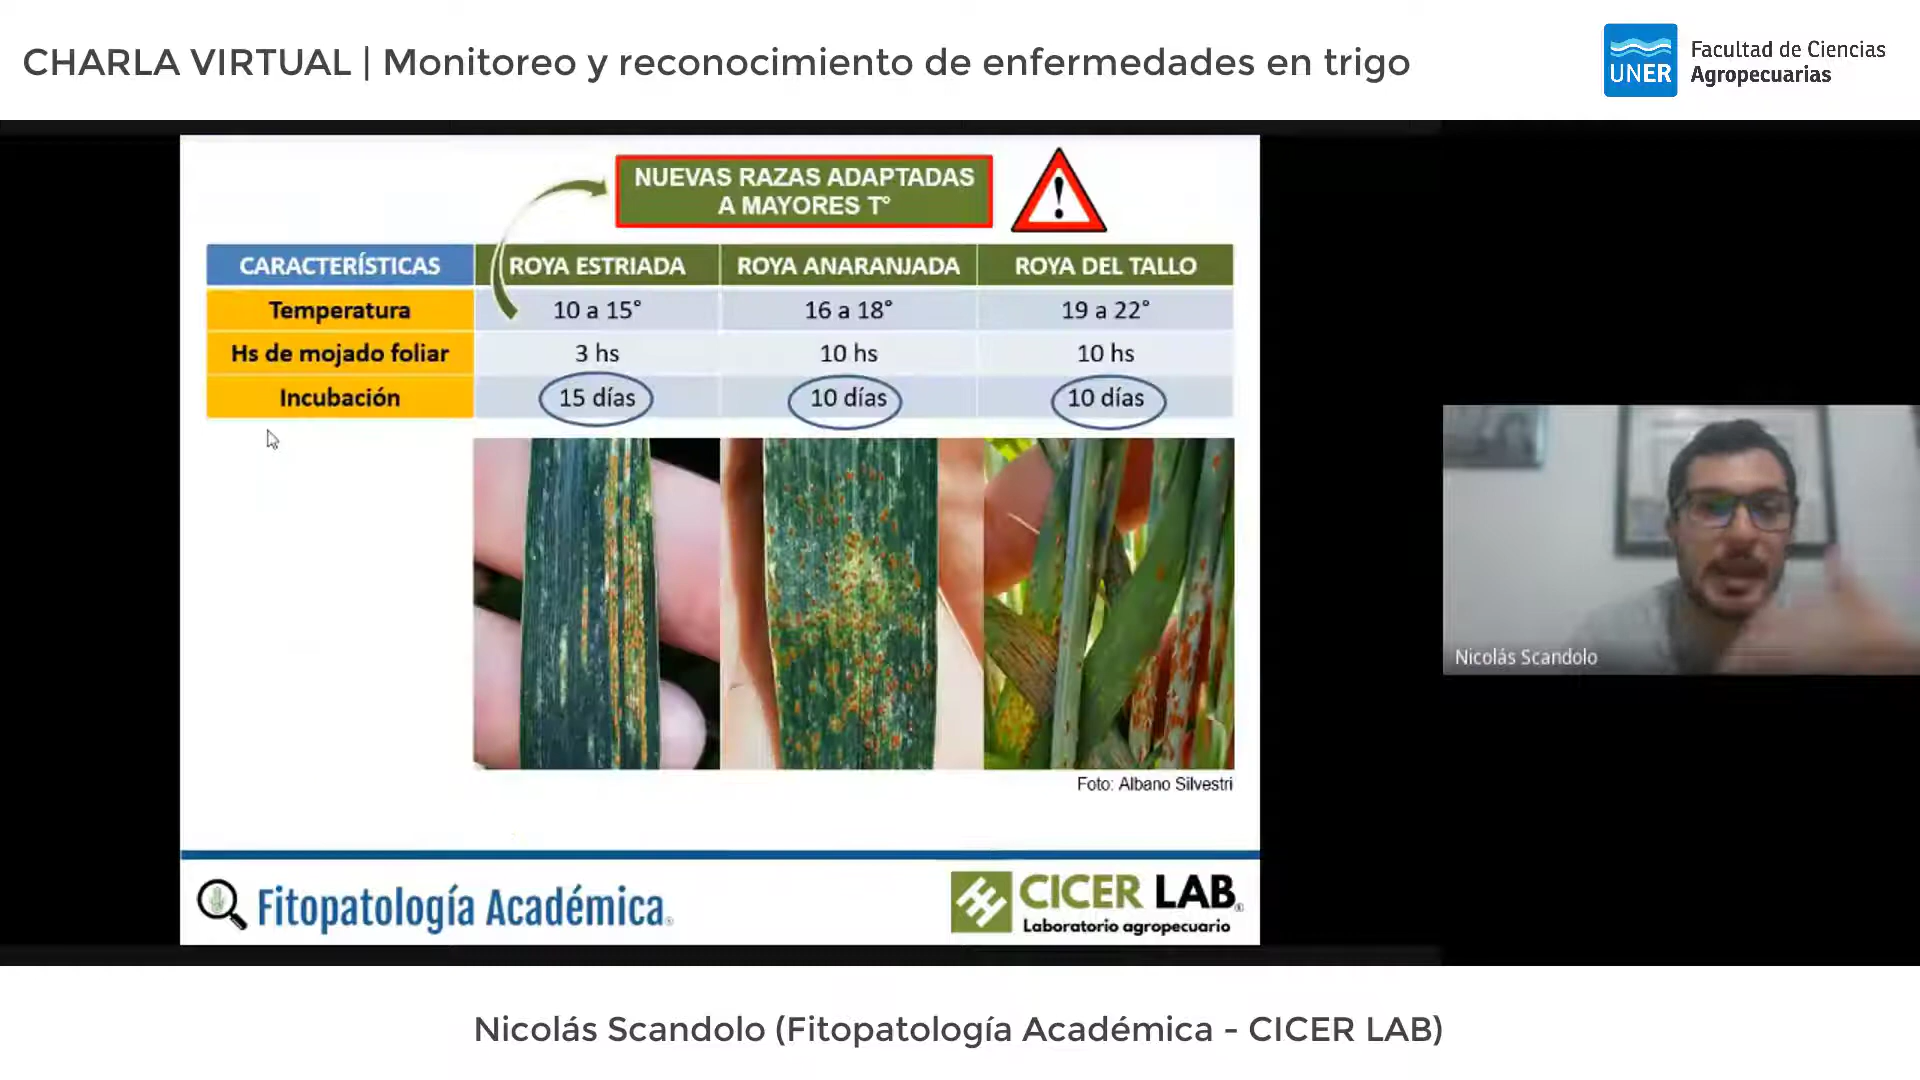 CHARLA VIRTUAL | Monitoreo y reconocimiento de enfermedades en trigo
UNER
Facultad de Ciencias
Agropecuarias
NUEVAS RAZAS ADAPTADAS
A MAYORES T°
!
CARACTERÍSTICAS ROYA ESTRIADA ROYA ANARANJADA ROYA DEL TALLO
Temperatura 10 a 15° 16 a 18° 19 a 22°
Hs de mojado foliar 3 hs 10 hs 10 hs
Incubación 15 días 10 días 10 días
Foto: Albano Silvestri
Nicolás Scandolo
Fitopatología Académica
CICER LAB
Laboratorio agropecuario
Nicolás Scandolo (Fitopatología Académica - CICER LAB)